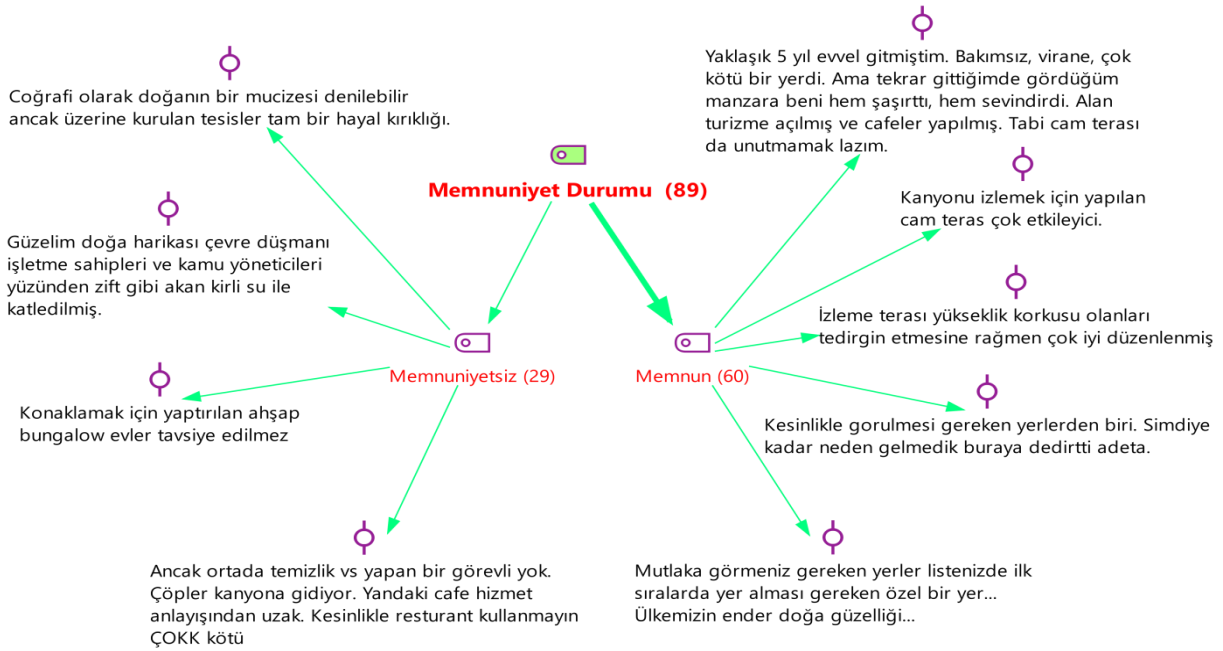 Yaklaşık 5 yıl evvel gitmiştim. Bakımsız, virane, çok
kötü bir yerdi. Ama tekrar gittiğimde gördüğüm
manzara beni hem şaşırttı, hem sevindirdi. Alan
turizme açılmış ve cafeler yapılmış. Tabi cam terası
da unutmamak lazım.
Coğrafi olarak doğanın bir mucizesi denilebilir
ancak üzerine kurulan tesisler tam bir hayal kırıklığı.
Memnuniyet Durumu (89)
Kanyonu izlemek için yapılan
cam teras çok etkileyici.
Güzelim doğa harikası çevre düşmanı
işletme sahipleri ve kamu yöneticileri
yüzünden zift gibi akan kirli su ile
katledilmiş.
İzleme terası yükseklik korkusu olanları
tedirgin etmesine rağmen çok iyi düzenlenmiş
Memnuniyetsiz (29)
Memnun (60)
Konaklamak için yaptırılan ahşap
bungalow evler tavsiye edilmez
Kesinlikle gorulmesi gereken yerlerden biri. Simdiye
kadar neden gelmedik buraya dedirtti adeta.
Ancak ortada temizlik vs yapan bir görevli yok.
Çöpler kanyona gidiyor. Yandaki cafe hizmet
anlayışından uzak. Kesinlikle resturant kullanmayın
ÇOKK kötü
Mutlaka görmeniz gereken yerler listenizde ilk
sıralarda yer alması gereken özel bir yer...
Ülkemizin ender doğa güzelliği...